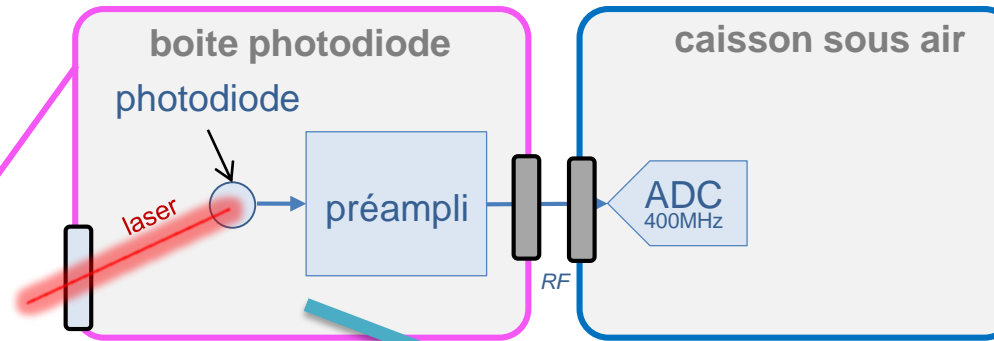 boite photodiode
caisson sous air
photodiode
laser
préampli
ADC
400MHz
RF